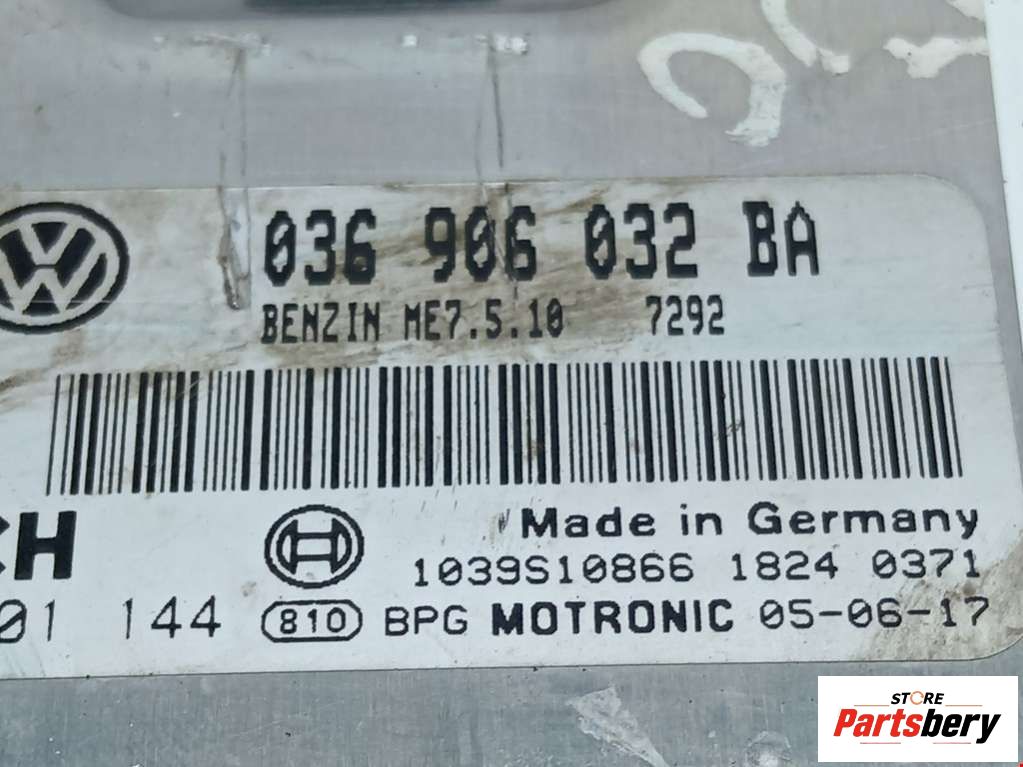 036 906 032 BA
BENZIN ME7.5.10 7292
CH
Made in Germany
1039S10866 1824 0371
01 144 810 BPG MOTRONIC 05-06-17
STORE
Partsbery